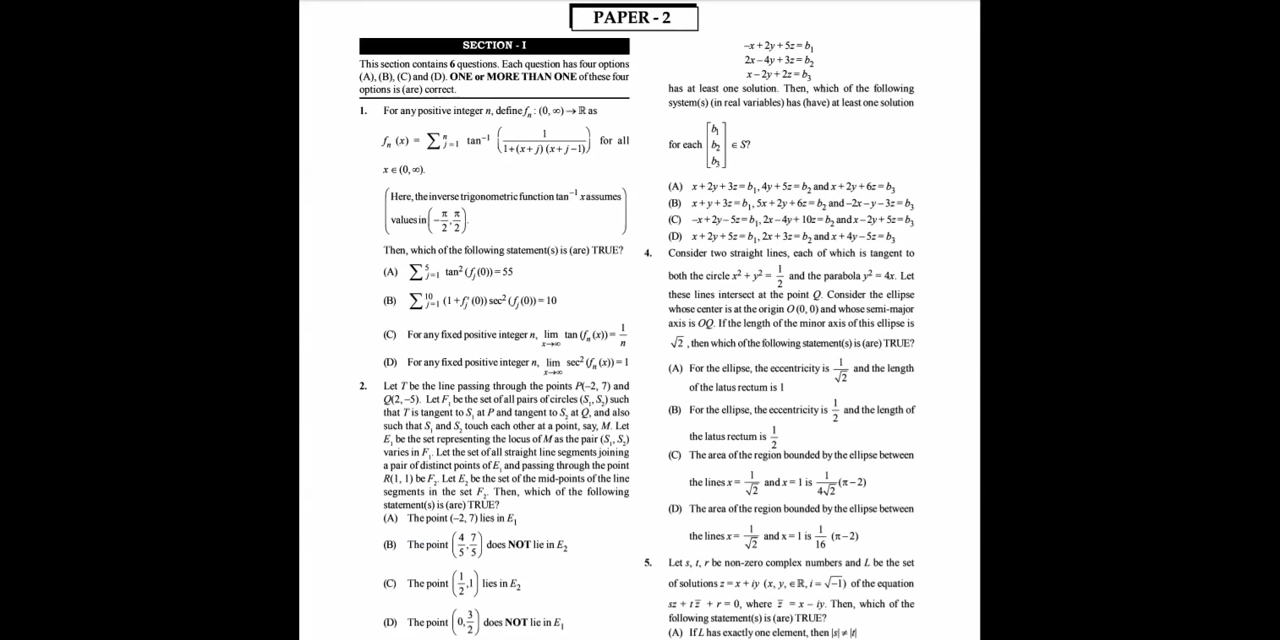 PAPER - 2
SECTION - I
This section contains 6 questions. Each question has four options
(A), (B), (C) and (D). ONE or MORE THAN ONE of these four
options is (are) correct.
1. For any positive integer n, define fₙ : (0, ∞) → ℝ as
fₙ (x) = ∑ⁿⱼ₌₁ tan⁻¹ (1/(1+(x+j)(x+j−1))) for all
x ∈ (0, ∞).
(Here, the inverse trigonometric function tan⁻¹ x assumes
values in (−π/2, π/2).)
Then, which of the following statement(s) is (are) TRUE?
(A) ∑⁵ⱼ₌₁ tan² (fⱼ(0)) = 55
(B) ∑¹⁰ⱼ₌₁ (1 + fⱼ′(0)) sec² (fⱼ(0)) = 10
(C) For any fixed positive integer n, lim x→∞ tan (fₙ (x)) = 1/n
(D) For any fixed positive integer n, lim x→∞ sec² (fₙ (x)) = 1
2. Let T be the line passing through the points P(–2, 7) and
Q(2, –5). Let F₁ be the set of all pairs of circles (S₁, S₂) such
that T is tangent to S₁ at P and tangent to S₂ at Q, and also
such that S₁ and S₂ touch each other at a point, say, M. Let
E₁ be the set representing the locus of M as the pair (S₁, S₂)
varies in F₁. Let the set of all straight line segments joining
a pair of distinct points of E₁ and passing through the point
R(1, 1) be F₂. Let E₂ be the set of the mid-points of the line
segments in the set F₂. Then, which of the following
statement(s) is (are) TRUE?
(A) The point (–2, 7) lies in E₁
(B) The point (4/5, 7/5) does NOT lie in E₂
(C) The point (1/2, 1) lies in E₂
(D) The point (0, 3/2) does NOT lie in E₁
–x + 2y + 5z = b₁
2x – 4y + 3z = b₂
x – 2y + 2z = b₃
has at least one solution. Then, which of the following
system(s) (in real variables) has (have) at least one solution
for each [b₁ b₂ b₃] ∈ S?
(A) x + 2y + 3z = b₁, 4y + 5z = b₂ and x + 2y + 6z = b₃
(B) x + y + 3z = b₁, 5x + 2y + 6z = b₂ and –2x – y – 3z = b₃
(C) –x + 2y – 5z = b₁, 2x – 4y + 10z = b₂ and x – 2y + 5z = b₃
(D) x + 2y + 5z = b₁, 2x + 3z = b₂ and x + 4y – 5z = b₃
4. Consider two straight lines, each of which is tangent to
both the circle x² + y² = 1/2 and the parabola y² = 4x. Let
these lines intersect at the point Q. Consider the ellipse
whose center is at the origin O (0, 0) and whose semi-major
axis is OQ. If the length of the minor axis of this ellipse is
√2 , then which of the following statement(s) is (are) TRUE?
(A) For the ellipse, the eccentricity is 1/√2 and the length
of the latus rectum is 1
(B) For the ellipse, the eccentricity is 1/2 and the length of
the latus rectum is 1/2
(C) The area of the region bounded by the ellipse between
the lines x = 1/√2 and x = 1 is 1/(4√2) (π – 2)
(D) The area of the region bounded by the ellipse between
the lines x = 1/√2 and x = 1 is 1/16 (π – 2)
5. Let s, t, r be non-zero complex numbers and L be the set
of solutions z = x + iy (x, y, ∈ ℝ, i = √−1) of the equation
sz + t z̄ + r = 0, where z̄ = x – iy. Then, which of the
following statement(s) is (are) TRUE?
(A) If L has exactly one element, then |s| ≠ |t|